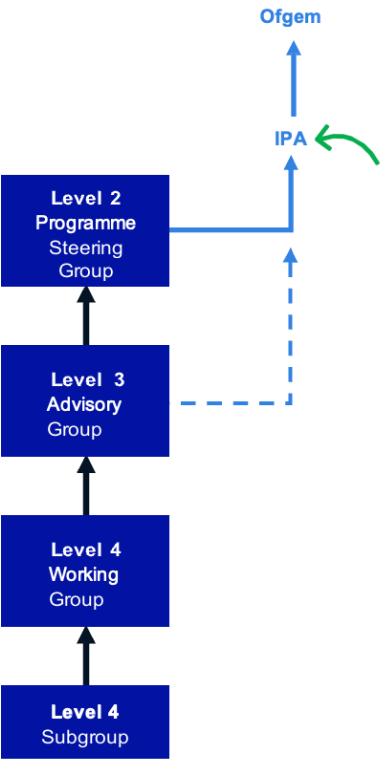 Ofgem
IPA
Level 2
Programme
Steering
Group
Level 3
Advisory
Group
Level 4
Working
Group
Level 4
Subgroup